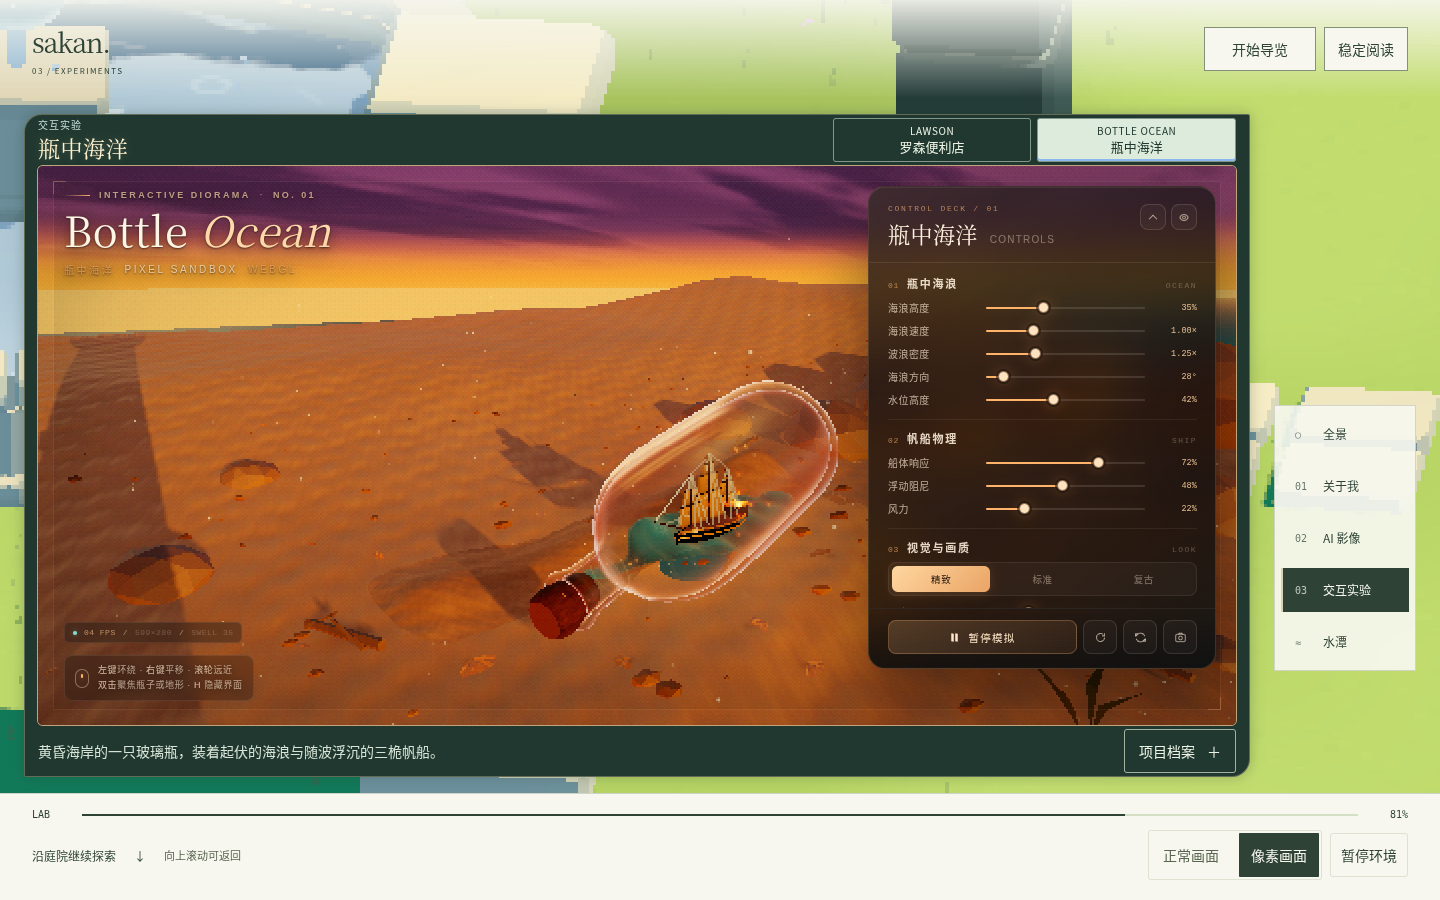 sakan.
03 / EXPERIMENTS
开始导览
稳定阅读
交互实验
瓶中海洋
LAWSON
罗森便利店
BOTTLE OCEAN
瓶中海洋
INTERACTIVE DIORAMA · NO. 01
Bottle Ocean
瓶中海洋 PIXEL SANDBOX WEBGL
CONTROL DECK / 01
瓶中海洋 CONTROLS
01 瓶中海浪 OCEAN
海浪高度 35%
海浪速度 1.00×
波浪密度 1.25×
海浪方向 28°
水位高度 42%
02 帆船物理 SHIP
船体响应 72%
浮动阻尼 48%
风力 22%
03 视觉与画质 LOOK
精致 标准 复古
暂停模拟
04 FPS / 500×280 / SWELL 35
左键环绕 · 右键平移 · 滚轮远近
双击聚焦瓶子或地形 · H 隐藏界面
黄昏海岸的一只玻璃瓶，装着起伏的海浪与随波浮沉的三桅帆船。
项目档案 +
全景
01 关于我
02 AI 影像
03 交互实验
≈ 水潭
LAB 81%
沿庭院继续探索 ↓ 向上滚动可返回
正常画面 像素画面 暂停环境